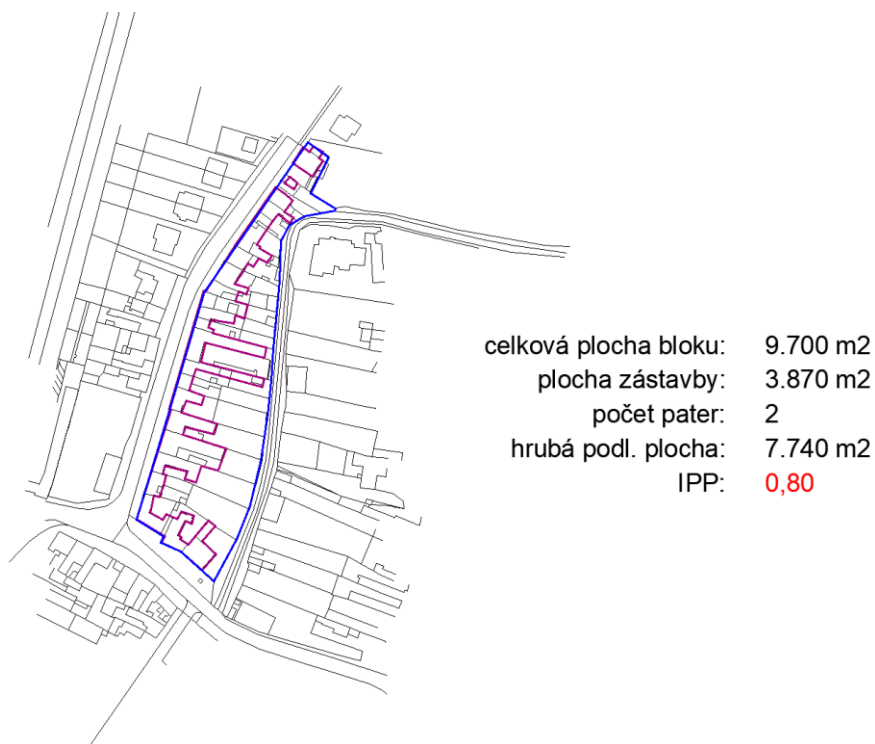 celková plocha bloku: 9.700 m2
plocha zástavby: 3.870 m2
počet pater: 2
hrubá podl. plocha: 7.740 m2
IPP: 0,80